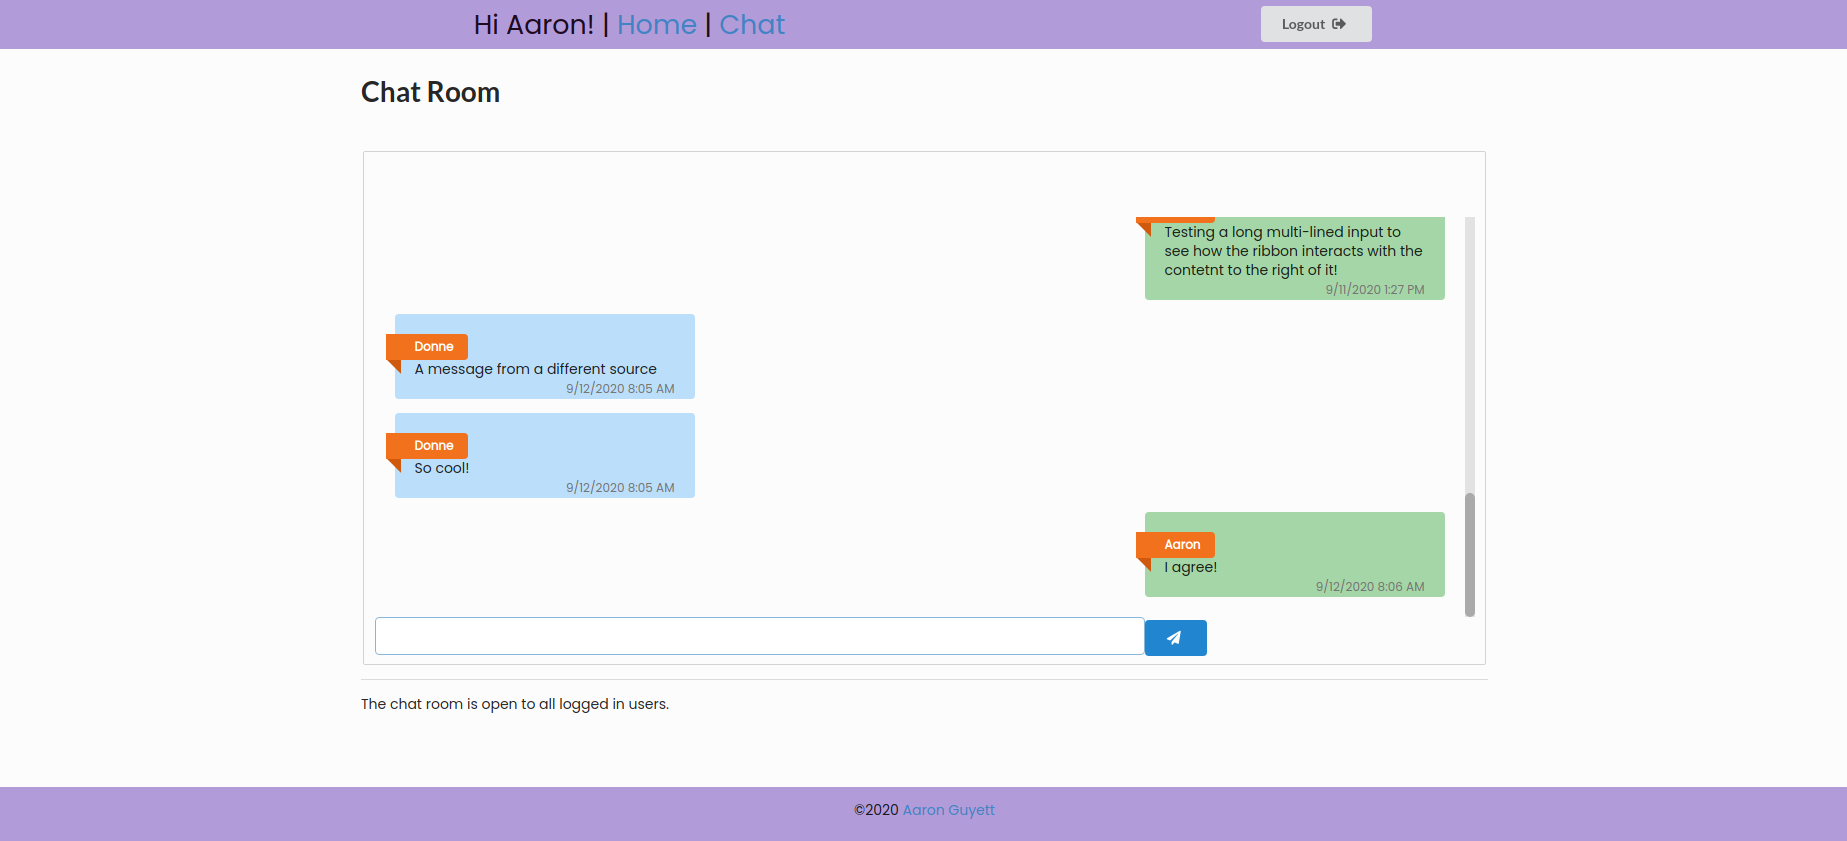 Hi Aaron! | Home | Chat
Logout
Chat Room
Testing a long multi-lined input to
see how the ribbon interacts with the
contetnt to the right of it!
9/11/2020 1:27 PM
Donne
A message from a different source
9/12/2020 8:05 AM
Donne
So cool!
9/12/2020 8:05 AM
Aaron
I agree!
9/12/2020 8:06 AM
The chat room is open to all logged in users.
©2020 Aaron Guyett